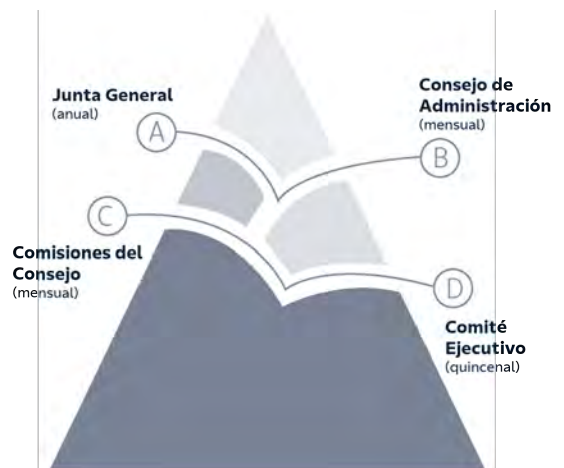 Junta General
(anual)
A
Consejo de
Administración
(mensual)
B
C
Comisiones del
Consejo
(mensual)
D
Comité
Ejecutivo
(quincenal)